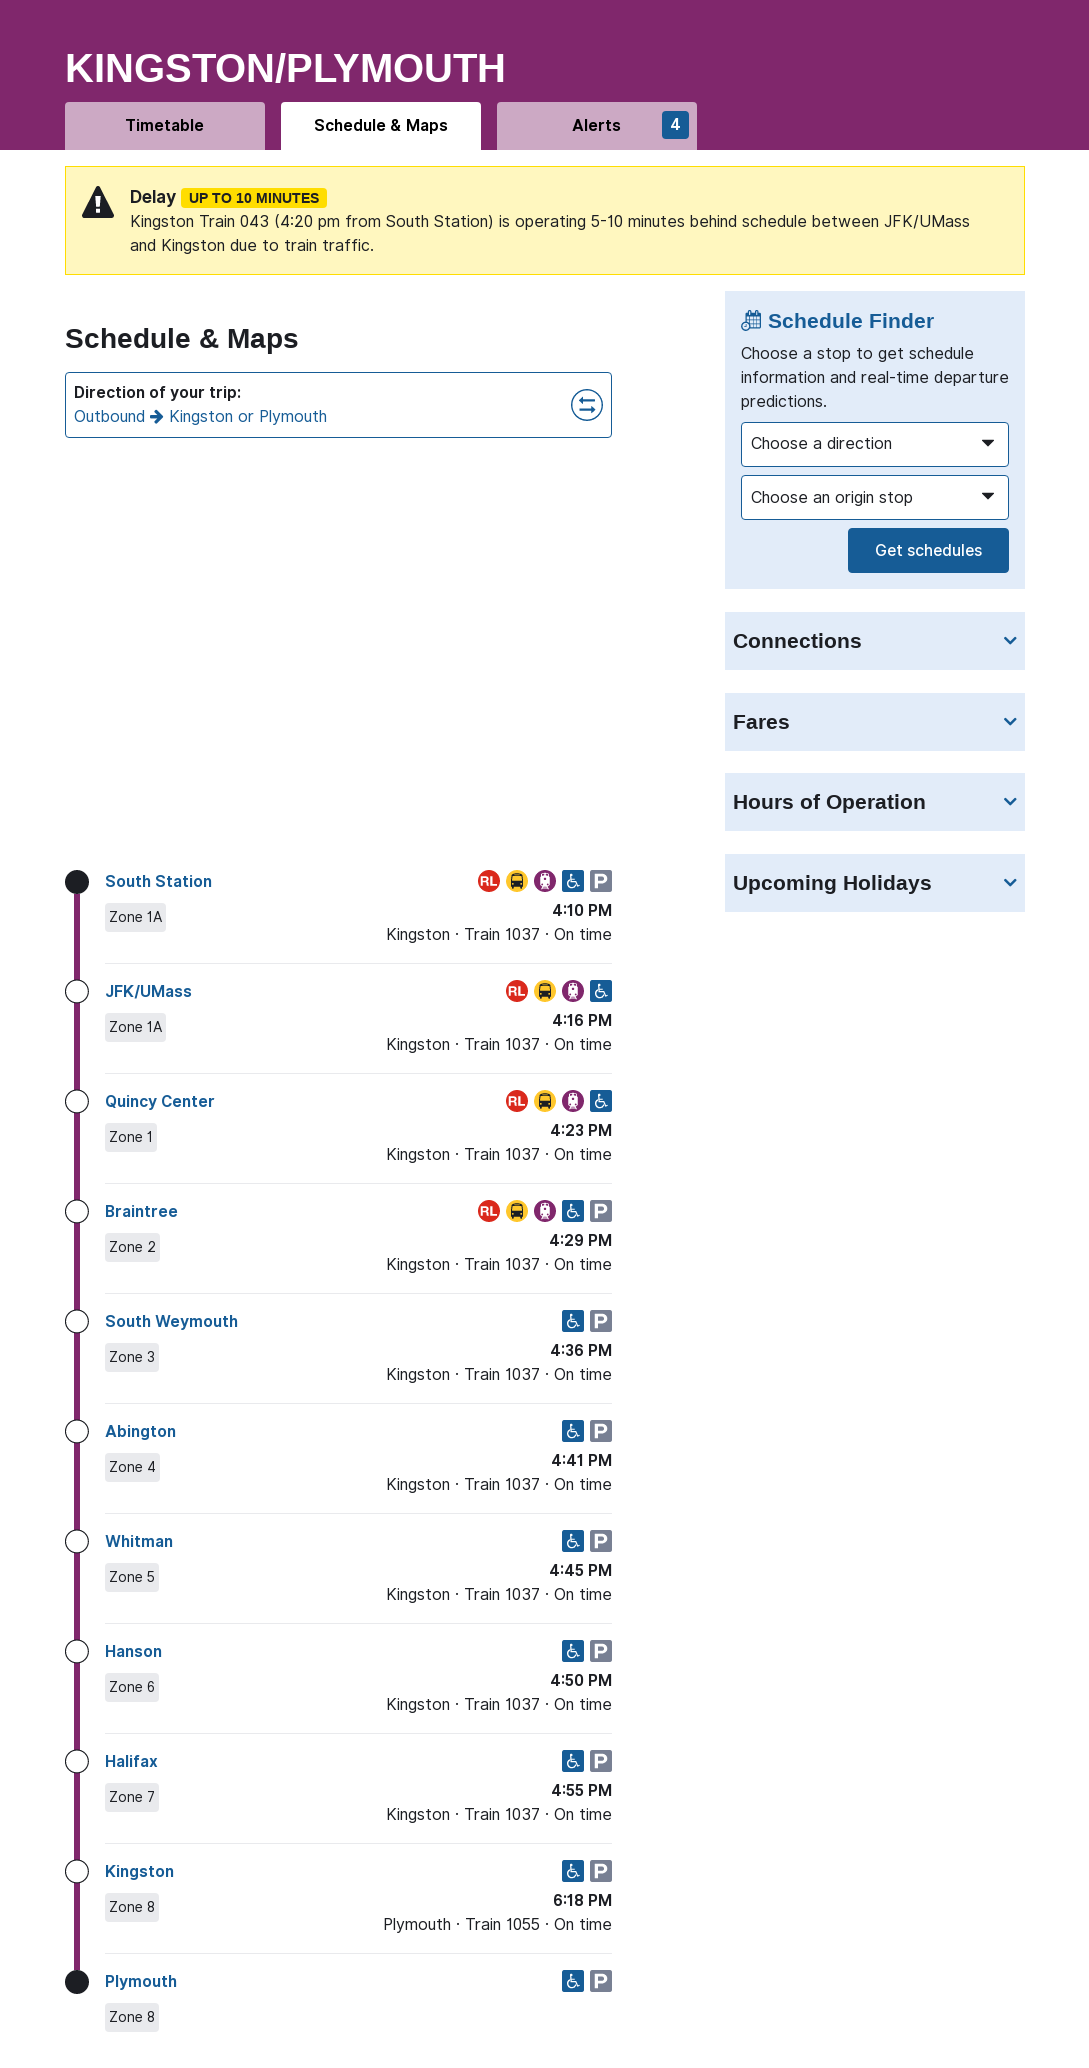 KINGSTON/PLYMOUTH
Timetable
Schedule & Maps
Alerts
4
Delay UP TO 10 MINUTES
Kingston Train 043 (4:20 pm from South Station) is operating 5-10 minutes behind schedule between JFK/UMass
and Kingston due to train traffic.
Schedule & Maps
Direction of your trip:
Outbound Kingston or Plymouth
Schedule Finder
Choose a stop to get schedule
information and real-time departure
predictions.
Choose a direction
Choose an origin stop
Get schedules
Connections
Fares
Hours of Operation
Upcoming Holidays
South Station
RL
P
Zone 1A
4:10 PM
Kingston · Train 1037 · On time
JFK/UMass
RL
Zone 1A
4:16 PM
Kingston · Train 1037 · On time
Quincy Center
RL
Zone 1
4:23 PM
Kingston · Train 1037 · On time
Braintree
RL
P
Zone 2
4:29 PM
Kingston · Train 1037 · On time
South Weymouth
P
Zone 3
4:36 PM
Kingston · Train 1037 · On time
Abington
P
Zone 4
4:41 PM
Kingston · Train 1037 · On time
Whitman
P
Zone 5
4:45 PM
Kingston · Train 1037 · On time
Hanson
P
Zone 6
4:50 PM
Kingston · Train 1037 · On time
Halifax
P
Zone 7
4:55 PM
Kingston · Train 1037 · On time
Kingston
P
Zone 8
6:18 PM
Plymouth · Train 1055 · On time
Plymouth
P
Zone 8